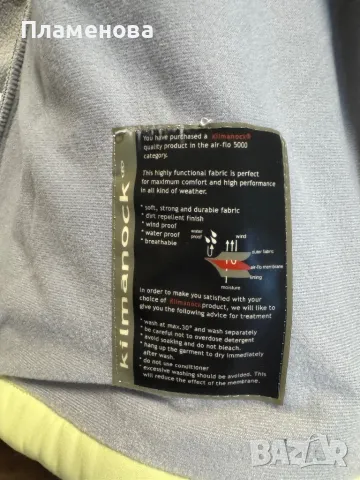 Пламенова
You have purchased a kilmanock®
quality product in the air-flo 5000
category.
This highly functional fabric is perfect
for maximum comfort and high performance
in all kind of weather.
* soft, strong and durable fabric
* dirt repellent finish
* wind proof
* water proof
* breathable
water proof
wind
outer fabric
air-flo membrane
lining
moisture
In order to make you satisfied with your
choice of Kilmanock product, we will like to
give you the following advice for treatment
* wash at max.30° and wash separately
* be careful not to overdose detergent
* avoid soaking and do not bleach.
* hang up the garment to dry immediately
after wash.
* do not use conditioner
* excessive washing should be avoided. This
will reduce the effect of the membrane.
kilmanock®
BAZAR